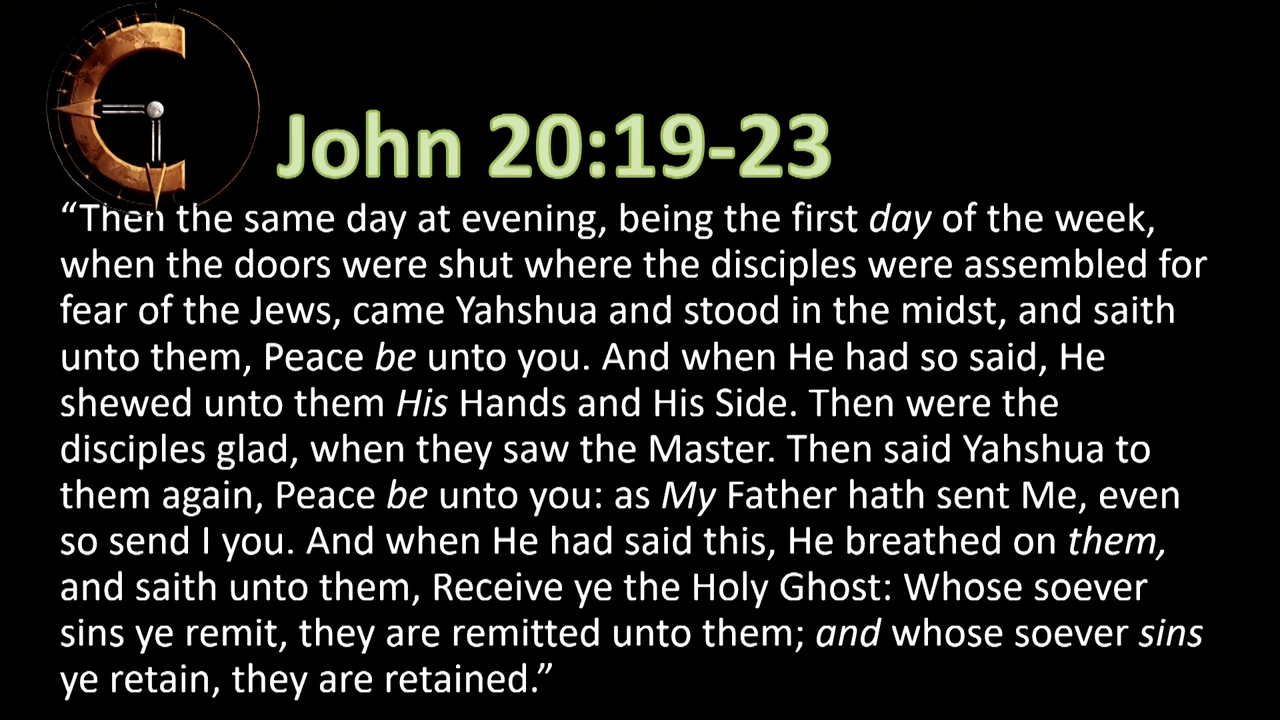 John 20:19-23
“Then the same day at evening, being the first day of the week,
when the doors were shut where the disciples were assembled for
fear of the Jews, came Yahshua and stood in the midst, and saith
unto them, Peace be unto you. And when He had so said, He
shewed unto them His Hands and His Side. Then were the
disciples glad, when they saw the Master. Then said Yahshua to
them again, Peace be unto you: as My Father hath sent Me, even
so send I you. And when He had said this, He breathed on them,
and saith unto them, Receive ye the Holy Ghost: Whose soever
sins ye remit, they are remitted unto them; and whose soever sins
ye retain, they are retained.”